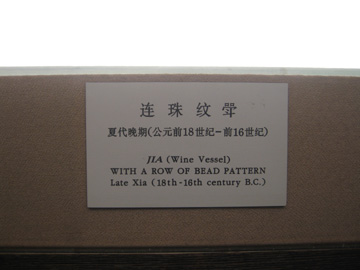 连珠纹斝
夏代晚期(公元前18世纪-前16世纪)
JIA (Wine Vessel)
WITH A ROW OF BEAD PATTERN
Late Xia (18th-16th century B.C.)